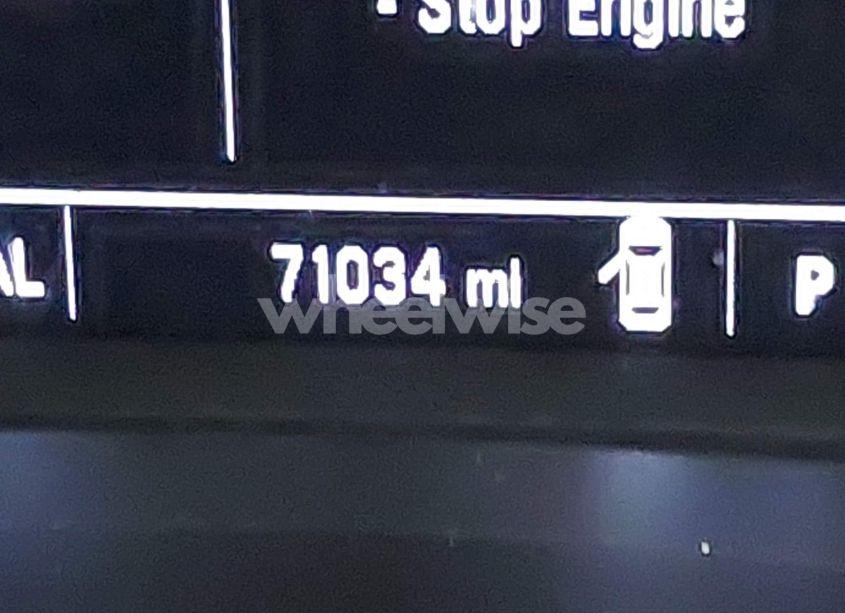 • Stop Engine
AL
71034 mi
P
wheelwise